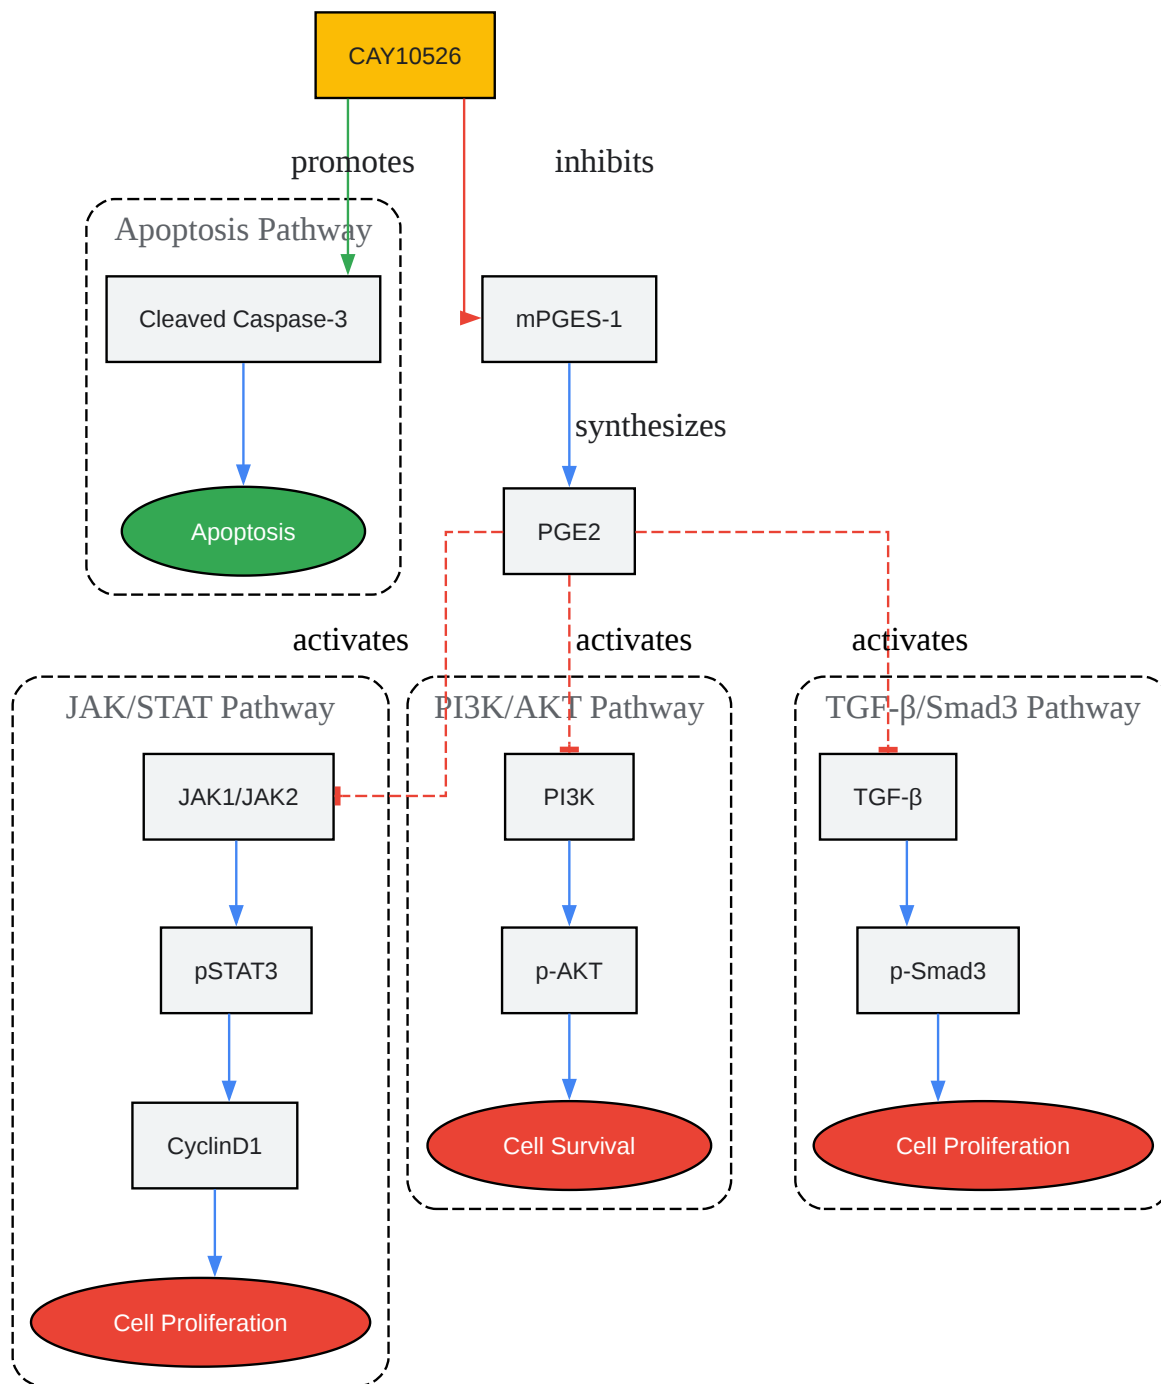 CAY10526
promotes
inhibits
Apoptosis Pathway
Cleaved Caspase-3
mPGES-1
synthesizes
Apoptosis
PGE2
activates
activates
activates
JAK/STAT Pathway
PI3K/AKT Pathway
TGF-β/Smad3 Pathway
JAK1/JAK2
PI3K
TGF-β
pSTAT3
p-AKT
p-Smad3
CyclinD1
Cell Survival
Cell Proliferation
Cell Proliferation